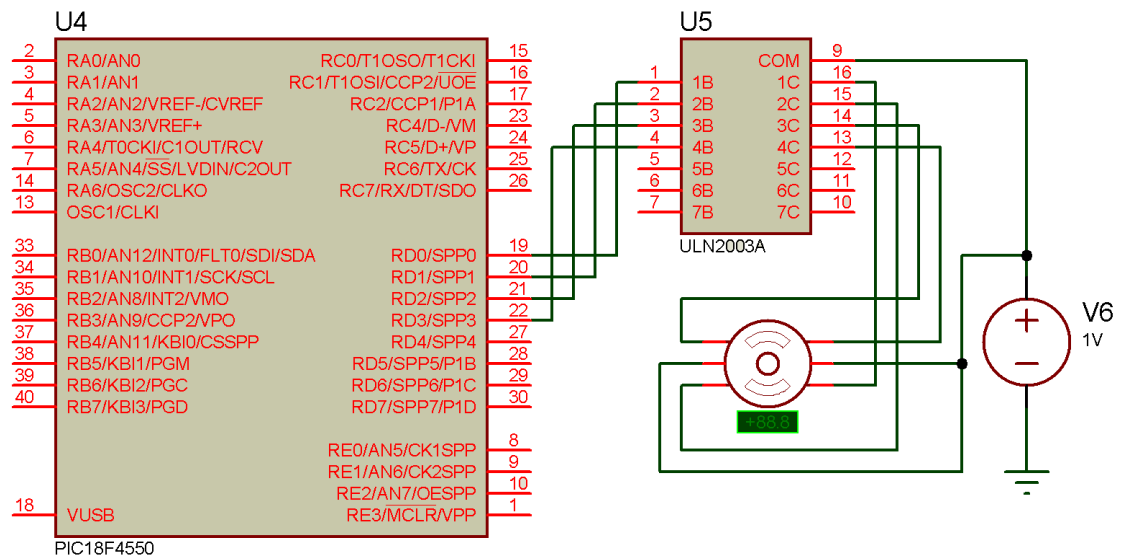 U4
2 RA0/AN0
3 RA1/AN1
4 RA2/AN2/VREF-/CVREF
5 RA3/AN3/VREF+
6 RA4/T0CKI/C1OUT/RCV
7 RA5/AN4/SS/LVDIN/C2OUT
14 RA6/OSC2/CLKO
13 OSC1/CLKI
33 RB0/AN12/INT0/FLT0/SDI/SDA
34 RB1/AN10/INT1/SCK/SCL
35 RB2/AN8/INT2/VMO
36 RB3/AN9/CCP2/VPO
37 RB4/AN11/KBI0/CSSPP
38 RB5/KBI1/PGM
39 RB6/KBI2/PGC
40 RB7/KBI3/PGD
18 VUSB
RC0/T1OSO/T1CKI 15
RC1/T1OSI/CCP2/UOE 16
RC2/CCP1/P1A 17
RC4/D-/VM 23
RC5/D+/VP 24
RC6/TX/CK 25
RC7/RX/DT/SDO 26
RD0/SPP0 19
RD1/SPP1 20
RD2/SPP2 21
RD3/SPP3 22
RD4/SPP4 27
RD5/SPP5/P1B 28
RD6/SPP6/P1C 29
RD7/SPP7/P1D 30
RE0/AN5/CK1SPP 8
RE1/AN6/CK2SPP 9
RE2/AN7/OESPP 10
RE3/MCLR/VPP 1
PIC18F4550
U5
1 1B
2 2B
3 3B
4 4B
5 5B
6 6B
7 7B
COM 9
1C 16
2C 15
3C 14
4C 13
5C 12
6C 11
7C 10
ULN2003A
+88.8
V6
1V